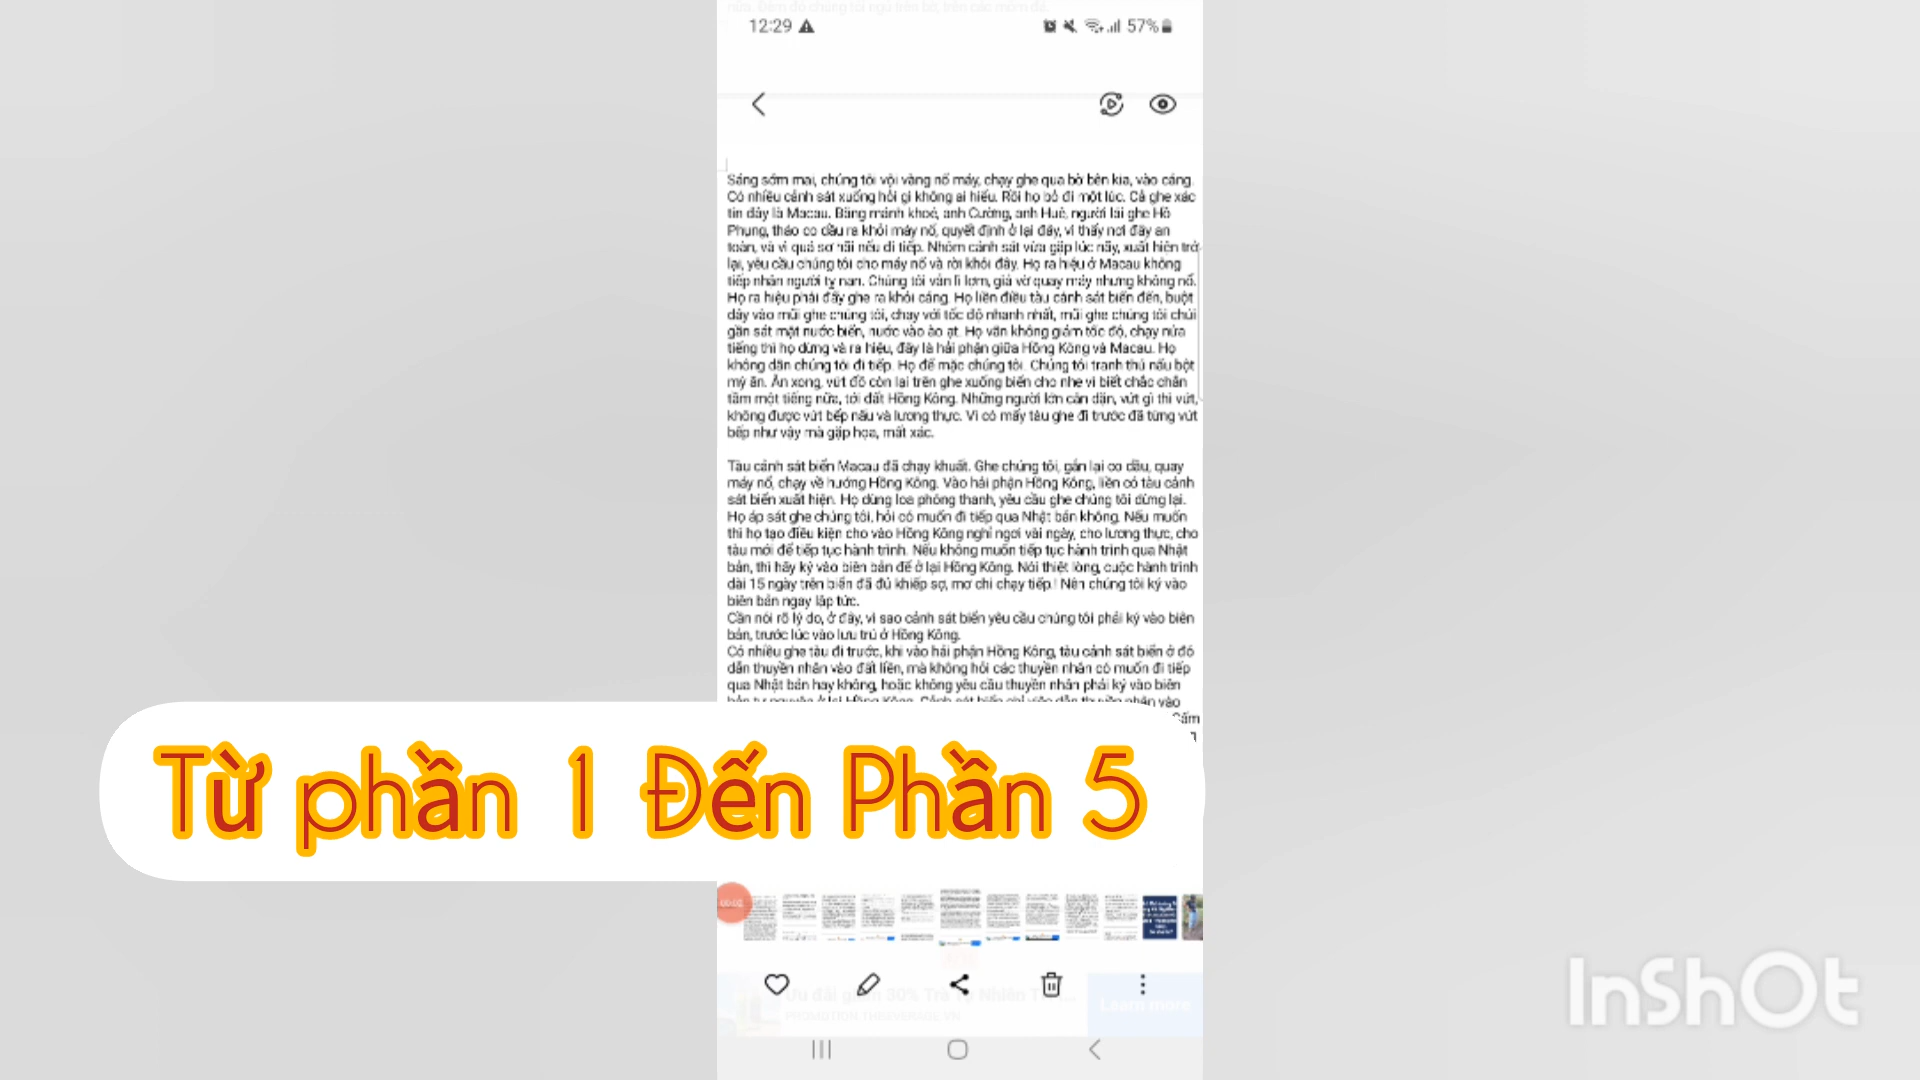 12:29
57%
Sáng sớm mai, chúng tôi vội vàng nổ máy, chạy ghe qua bờ bên kia, vào cảng.
Có nhiều cảnh sát xuống hỏi gì không ai hiểu. Rồi họ bỏ đi một lúc. Cả ghe xác
tin đây là Macau. Băng mánh khoé, anh Cường, anh Huê, người lái ghe Hồ
Phụng, tháo co dầu ra khỏi máy nổ, quyết định ở lại đây, vì thấy nơi đây an
toàn, và vì quá sợ hãi nếu đi tiếp. Nhóm cảnh sát vừa gặp lúc nãy, xuất hiện trở
lại, yêu cầu chúng tôi cho máy nổ và rời khỏi đây. Họ ra hiệu ở Macau không
tiếp nhận người tỵ nạn. Chúng tôi vẫn lì lợm, giả vờ quay máy nhưng không nổ.
Họ ra hiệu phải đẩy ghe ra khỏi cảng. Họ liền điều tàu cảnh sát biển đến, buột
dây vào mũi ghe chúng tôi, chạy với tốc độ nhanh nhất, mũi ghe chúng tôi chúi
gần sát mặt nước biển, nước vào ào ạt. Họ vẫn không giảm tốc độ, chạy nửa
tiếng thì họ dừng và ra hiệu, đây là hải phận giữa Hồng Kông và Macau. Họ
không dẫn chúng tôi đi tiếp. Họ để mặc chúng tôi. Chúng tôi tranh thủ nấu bột
mỳ ăn. Ăn xong, vứt đồ còn lại trên ghe xuống biển cho nhẹ vì biết chắc chắn
tầm một tiếng nữa, tới đất Hồng Kông. Những người lớn căn dặn, vứt gì thì vứt,
không được vứt bếp nấu và lương thực. Vì có mấy tàu ghe đi trước đã từng vứt
bếp như vậy mà gặp họa, mất xác.
Tàu cảnh sát biển Macau đã chạy khuất. Ghe chúng tôi, gắn lại co dầu, quay
máy nổ, chạy về hướng Hồng Kông. Vào hải phận Hồng Kông, liền có tàu cảnh
sát biển xuất hiện. Họ dùng loa phóng thanh, yêu cầu ghe chúng tôi dừng lại.
Họ áp sát ghe chúng tôi, hỏi có muốn đi tiếp qua Nhật bản không. Nếu muốn
thì họ tạo điều kiện cho vào Hồng Kông nghỉ ngơi vài ngày, cho lương thực, cho
tàu mới để tiếp tục hành trình. Nếu không muốn tiếp tục hành trình qua Nhật
bản, thì hãy ký vào biên bản để ở lại Hồng Kông. Nói thiệt lòng, cuộc hành trình
dài 15 ngày trên biển đã đủ khiếp sợ, mơ chi chạy tiếp! Nên chúng tôi ký vào
biên bản ngay lập tức.
Cần nói rõ lý do, ở đây, vì sao cảnh sát biển yêu cầu chúng tôi phải ký vào biên
bản, trước lúc vào lưu trú ở Hồng Kông.
Có nhiều ghe tàu đi trước, khi vào hải phận Hồng Kông, tàu cảnh sát biển ở đó
dẫn thuyền nhân vào đất liền, mà không hỏi các thuyền nhân có muốn đi tiếp
qua Nhật bản hay không, hoặc không yêu cầu thuyền nhân phải ký vào biên
bản tự nguyện ở lại Hồng Kông. Cảnh sát biển chỉ việc dẫn thuyền nhân vào
Cấm
Từ phần 1 Đến Phần 5
00:02
Learn more
InShOt